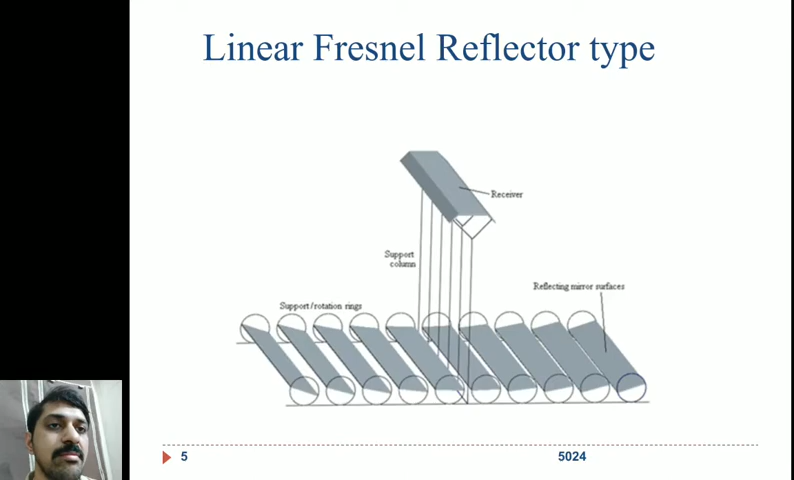 Linear Fresnel Reflector type
Receiver
Support
column
Reflecting mirror surfaces
Support/rotation rings
5
5024